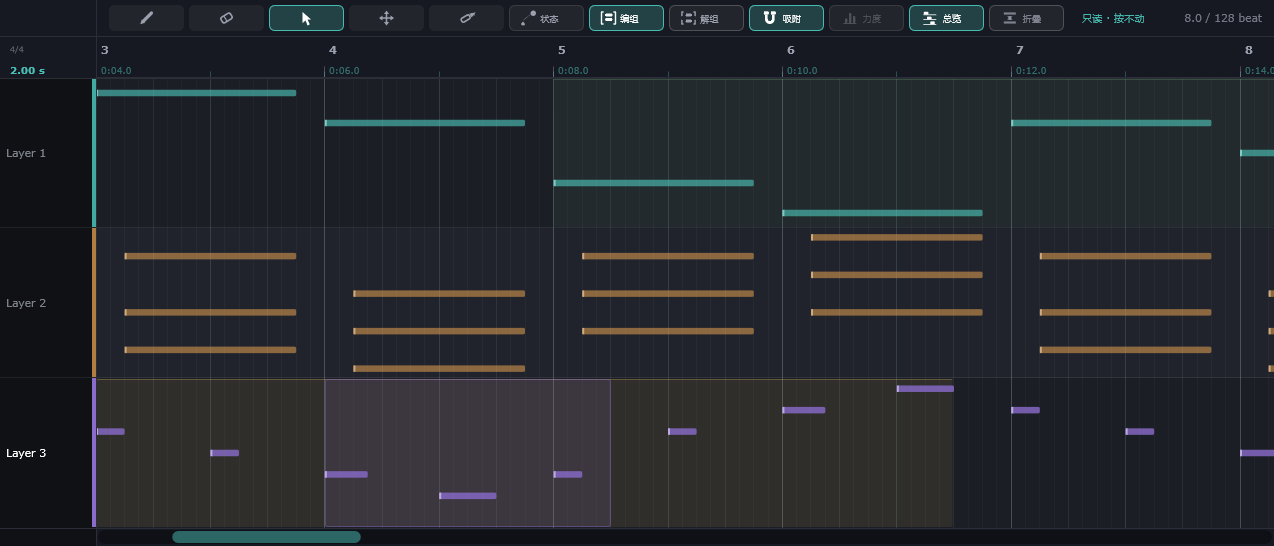 状态 编组 解组 吸附 力度 总览 折叠 只读·按不动 8.0 / 128 beat
4/4 3 4 5 6 7 8
2.00 s 0:04.0 0:06.0 0:08.0 0:10.0 0:12.0 0:14.0
Layer 1
Layer 2
Layer 3